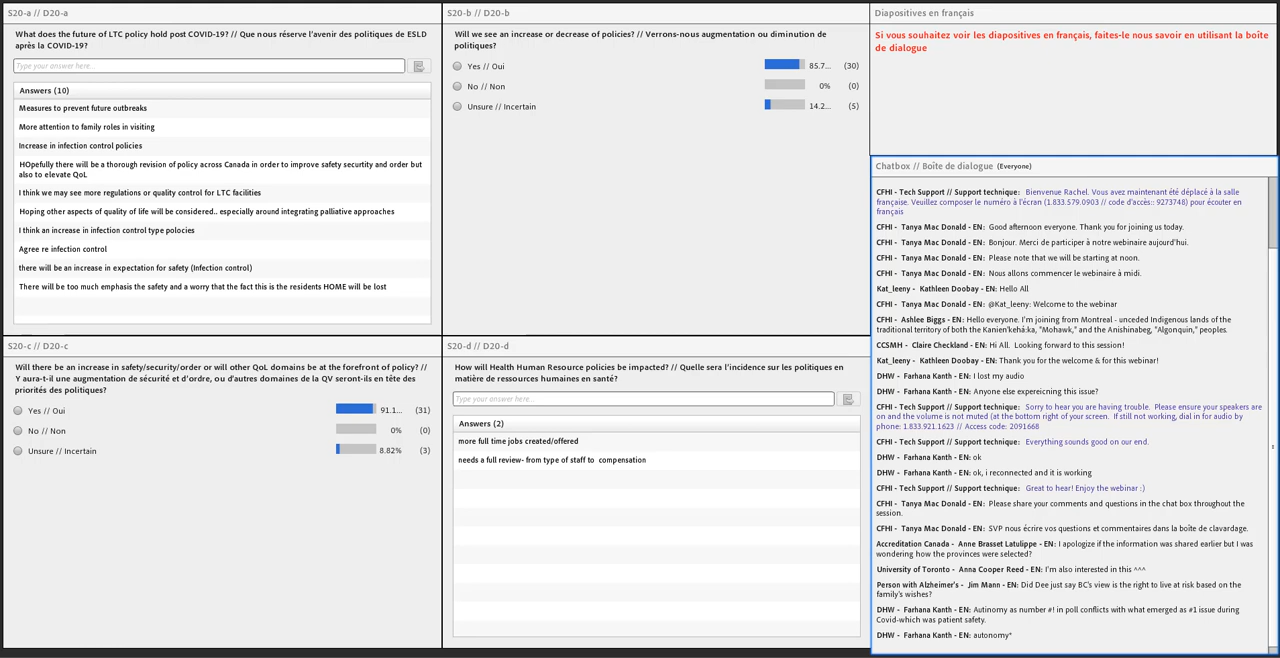 S20-a // D20-a
What does the future of LTC policy hold post COVID-19? // Que nous réserve l'avenir des politiques de ESLD
après la COVID-19?
Type your answer here...
Answers (10)
Measures to prevent future outbreaks
More attention to family roles in visiting
Increase in infection control policies
HOpefully there will be a thorough revision of policy across Canada in order to improve safety securtity and order but
also to elevate QoL
I think we may see more regulations or quality control for LTC facilities
Hoping other aspects of quality of life will be considered.. especially around integrating palliative approaches
I think an increase in infection control type polocies
Agree re infection control
there will be an increase in expectation for safety (Infection control)
There will be too much emphasis the safety and a worry that the fact this is the residents HOME will be lost
S20-b // D20-b
Will we see an increase or decrease of policies? // Verrons-nous augmentation ou diminution de
politiques?
Yes // Oui 85.7... (30)
No // Non 0% (0)
Unsure // Incertain 14.2... (5)
S20-c // D20-c
Will there be an increase in safety/security/order or will other QoL domains be at the forefront of policy? //
Y aura-t-il une augmentation de sécurité et d'ordre, ou d'autres domaines de la QV seront-ils en tête des
priorités des politiques?
Yes // Oui 91.1... (31)
No // Non 0% (0)
Unsure // Incertain 8.82% (3)
S20-d // D20-d
How will Health Human Resource policies be impacted? // Quelle sera l'incidence sur les politiques en
matière de ressources humaines en santé?
Type your answer here...
Answers (2)
more full time jobs created/offered
needs a full review- from type of staff to compensation
Diapositives en français
Si vous souhaitez voir les diapositives en français, faites-le nous savoir en utilisant la boîte
de dialogue
Chatbox // Boîte de dialogue (Everyone)
CFHI - Tech Support // Support technique: Bienvenue Rachel. Vous avez maintenant été déplacé à la salle
française. Veuillez composer le numéro à l'écran (1.833.579.0903 // code d'accès:: 9273748) pour écouter en
français
CFHI - Tanya Mac Donald - EN: Good afternoon everyone. Thank you for joining us today.
CFHI - Tanya Mac Donald - EN: Bonjour. Merci de participer à notre webinaire aujourd'hui.
CFHI - Tanya Mac Donald - EN: Please note that we will be starting at noon.
CFHI - Tanya Mac Donald - EN: Nous allons commencer le webinaire à midi.
Kat_leeny - Kathleen Doobay - EN: Hello All
CFHI - Tanya Mac Donald - EN: @Kat_leeny: Welcome to the webinar
CFHI - Ashlee Biggs - EN: Hello everyone. I'm joining from Montreal - unceded Indigenous lands of the
traditional territory of both the Kanien'kehá:ka, "Mohawk," and the Anishinabeg, "Algonquin," peoples.
CCSMH - Claire Checkland - EN: Hi All. Looking forward to this session!
Kat_leeny - Kathleen Doobay - EN: Thank you for the welcome & for this webinar!
DHW - Farhana Kanth - EN: I lost my audio
DHW - Farhana Kanth - EN: Anyone else expereicning this issue?
CFHI - Tech Support // Support technique: Sorry to hear you are having trouble. Please ensure your speakers are
on and the volume is not muted (at the bottom right of your screen. If still not working, dial in for audio by
phone: 1.833.921.1623 // Access code: 2091668
CFHI - Tech Support // Support technique: Everything sounds good on our end.
DHW - Farhana Kanth - EN: ok
DHW - Farhana Kanth - EN: ok, i reconnected and it is working
CFHI - Tech Support // Support technique: Great to hear! Enjoy the webinar :)
CFHI - Tanya Mac Donald - EN: Please share your comments and questions in the chat box throughout the
session.
CFHI - Tanya Mac Donald - EN: SVP nous écrire vos questions et commentaires dans la boîte de clavardage.
Accreditation Canada - Anne Brasset Latulippe - EN: I apologize if the information was shared earlier but I was
wondering how the provinces were selected?
University of Toronto - Anna Cooper Reed - EN: I'm also interested in this ^^^
Person with Alzheimer's - Jim Mann - EN: Did Dee just say BC's view is the right to live at risk based on the
family's wishes?
DHW - Farhana Kanth - EN: Autinomy as number #! in poll conflicts with what emerged as #1 issue during
Covid-which was patient safety.
DHW - Farhana Kanth - EN: autonomy*